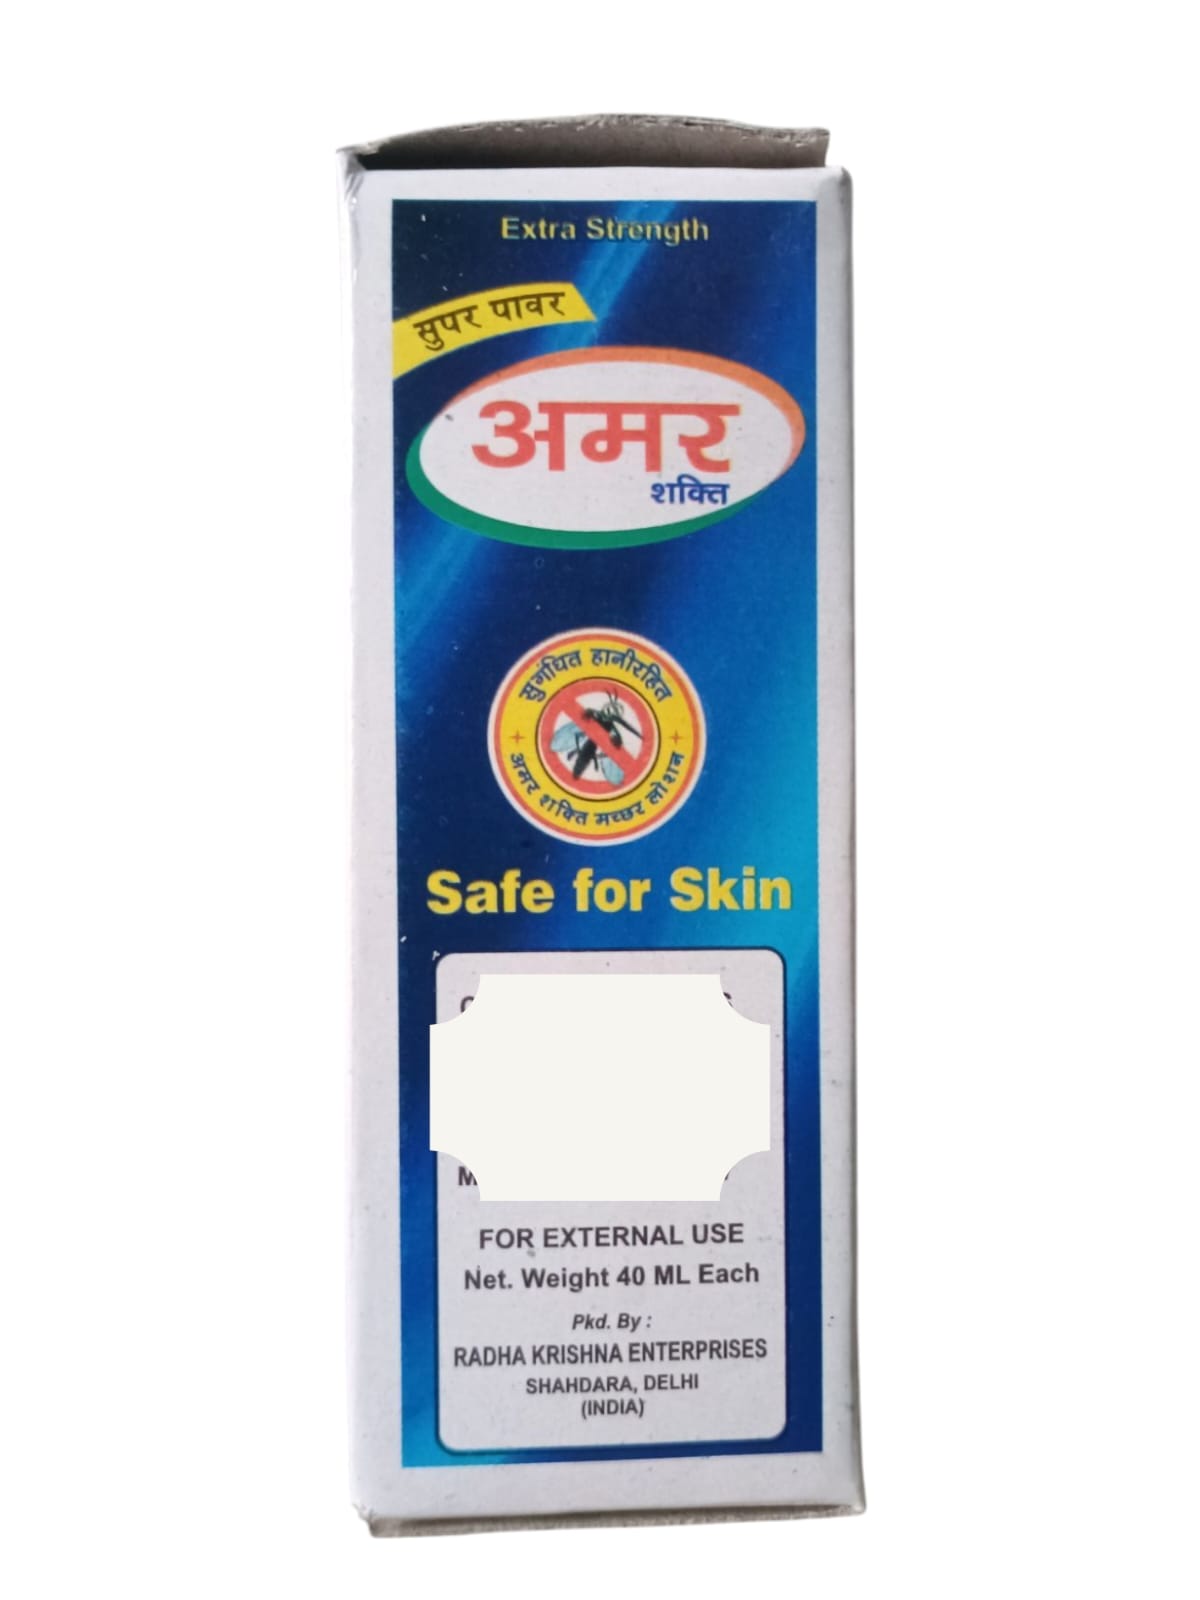 Extra Strength
सुपर पावर
अमर
शक्ति
सुगंधित हानीरहित
अमर शक्ति मच्छर लोशन
Safe for Skin
FOR EXTERNAL USE
Net. Weight 40 ML Each
Pkd. By :
RADHA KRISHNA ENTERPRISES
SHAHDARA, DELHI
(INDIA)